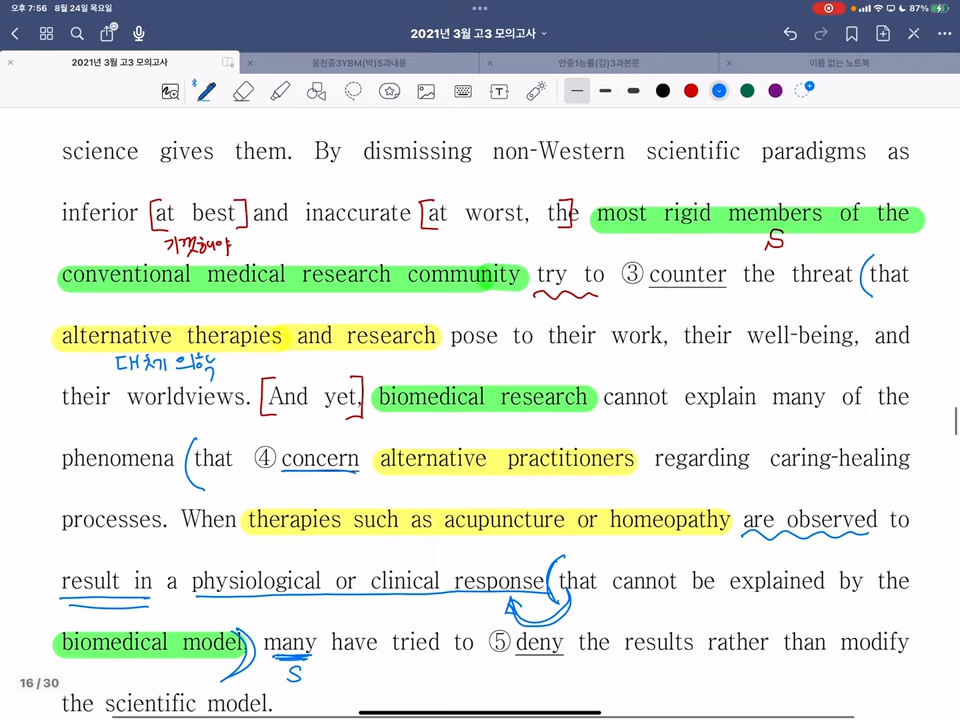 오후 7:56 8월 24일 목요일 87%
2021년 3월 고3 모의고사
2021년 3월 고3 모의고사 웅천중3YBM(박)5과내용 안중1능률(김)3과본문 이름 없는 노트북
science gives them. By dismissing non-Western scientific paradigms as
inferior [at best] and inaccurate [at worst, the] most rigid members of the
기껏해야 S
conventional medical research community try to ③ counter the threat (that
alternative therapies and research pose to their work, their well-being, and
대체 의학
their worldviews. [And yet,] biomedical research cannot explain many of the
phenomena (that ④ concern alternative practitioners regarding caring-healing
processes. When therapies such as acupuncture or homeopathy are observed to
result in a physiological or clinical response (that cannot be explained by the
biomedical model,) many have tried to ⑤ deny the results rather than modify
S
16 / 30
the scientific model.